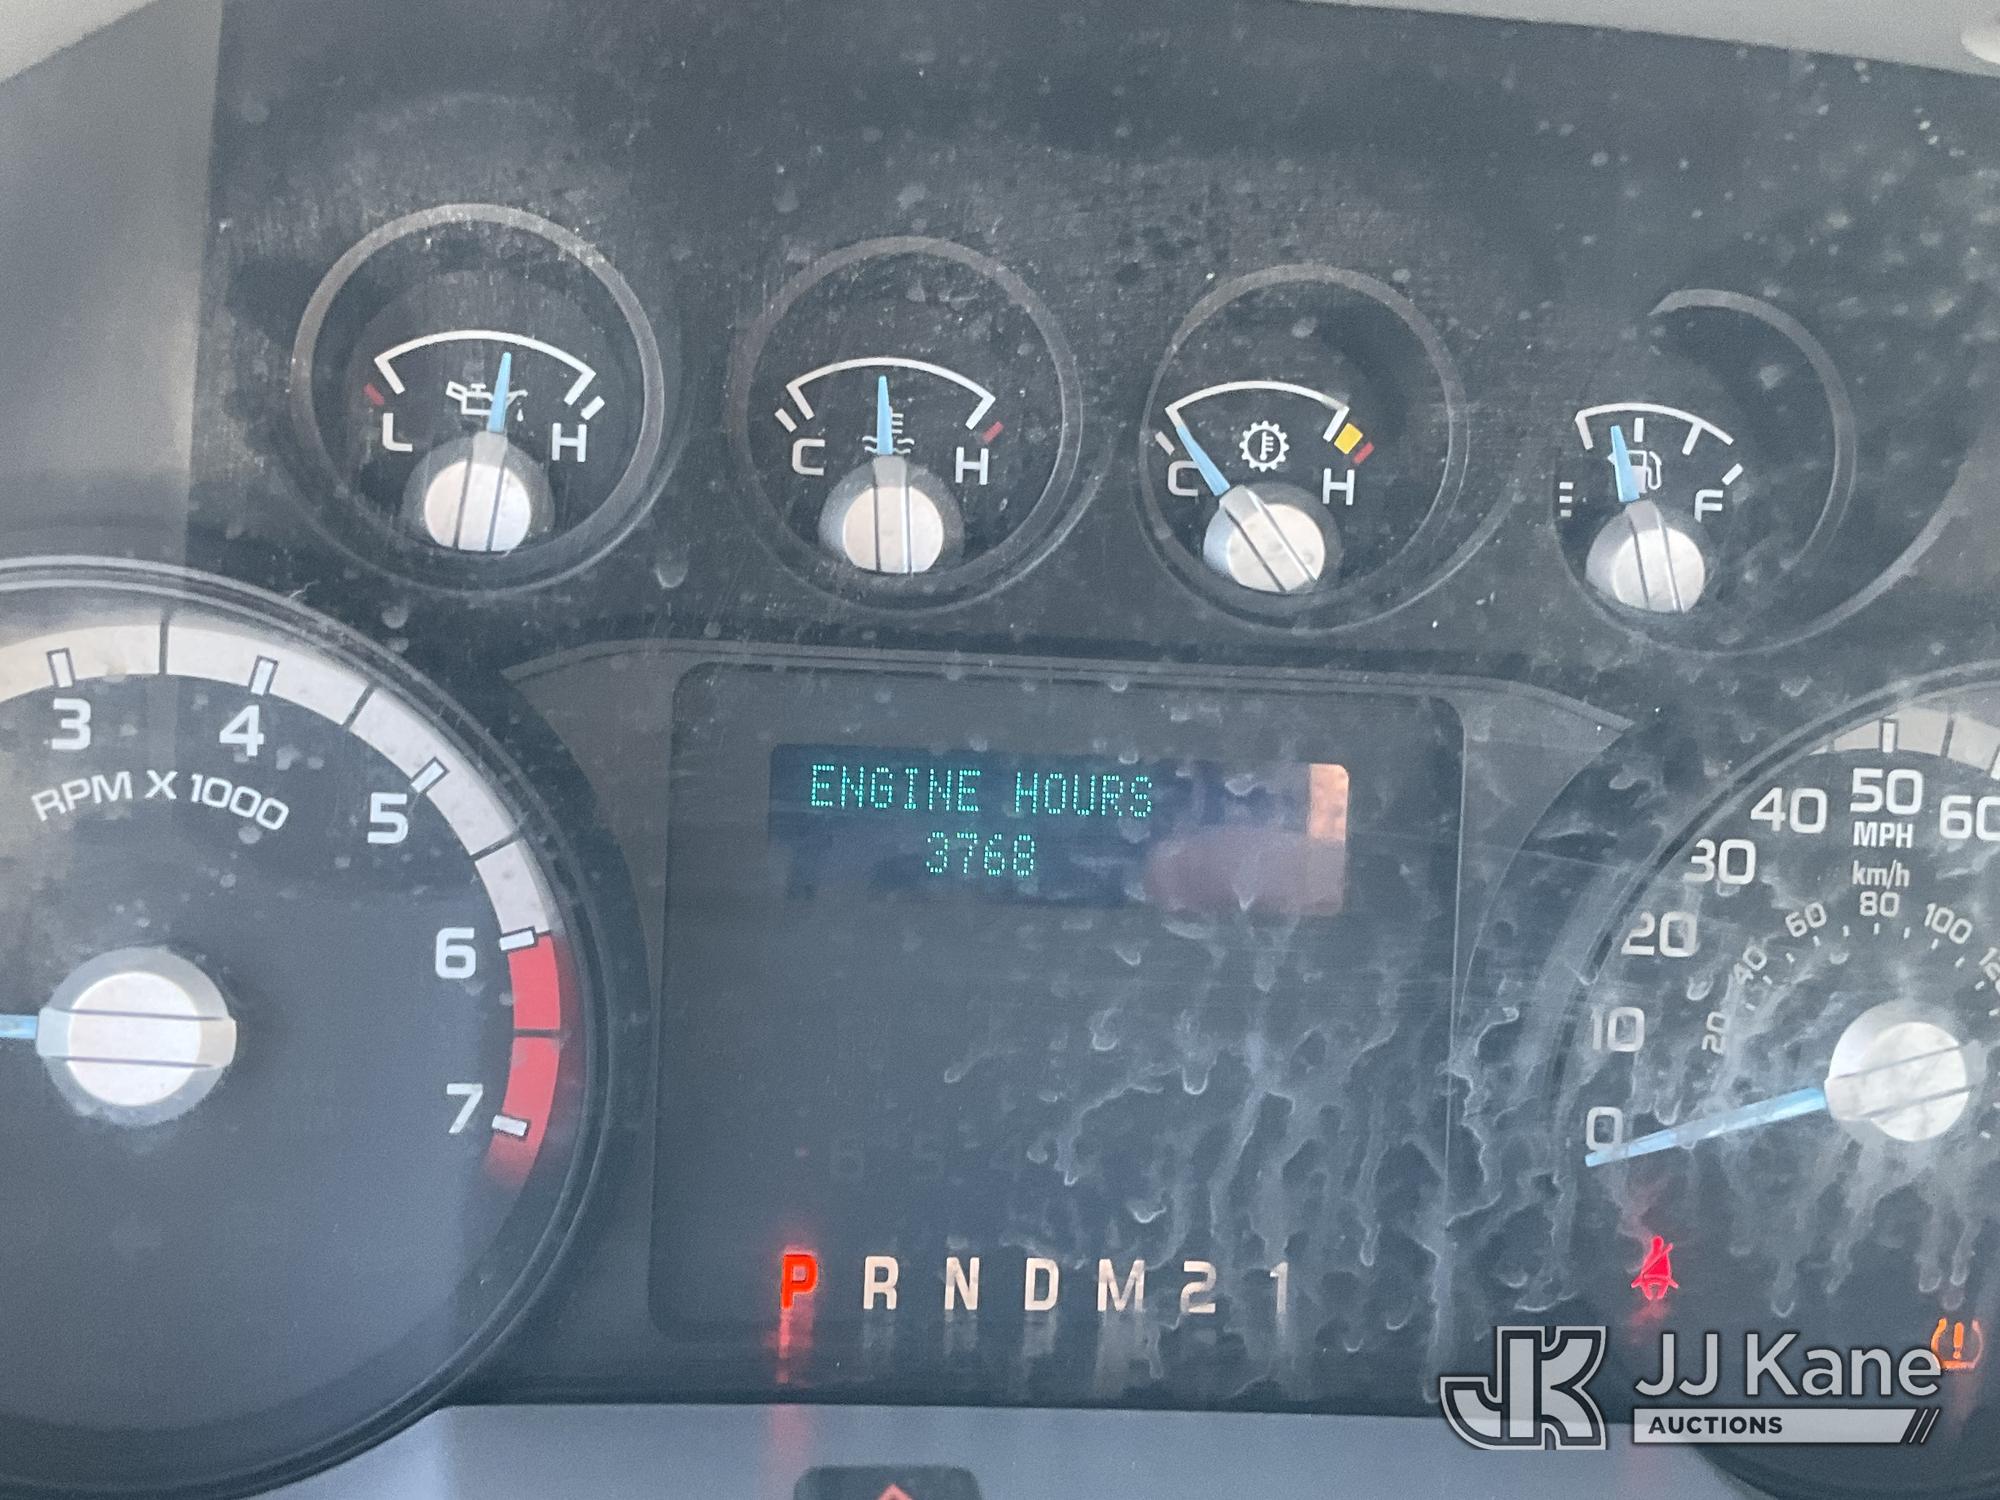 L H
C H
C H
E F
3 4 5 6 7
RPM X 1000
ENGINE HOURS
3768
0 10 20 30 40 50 60
MPH
km/h
20 40 60 80 100
P R N D M 2 1
JK JJ Kane
AUCTIONS